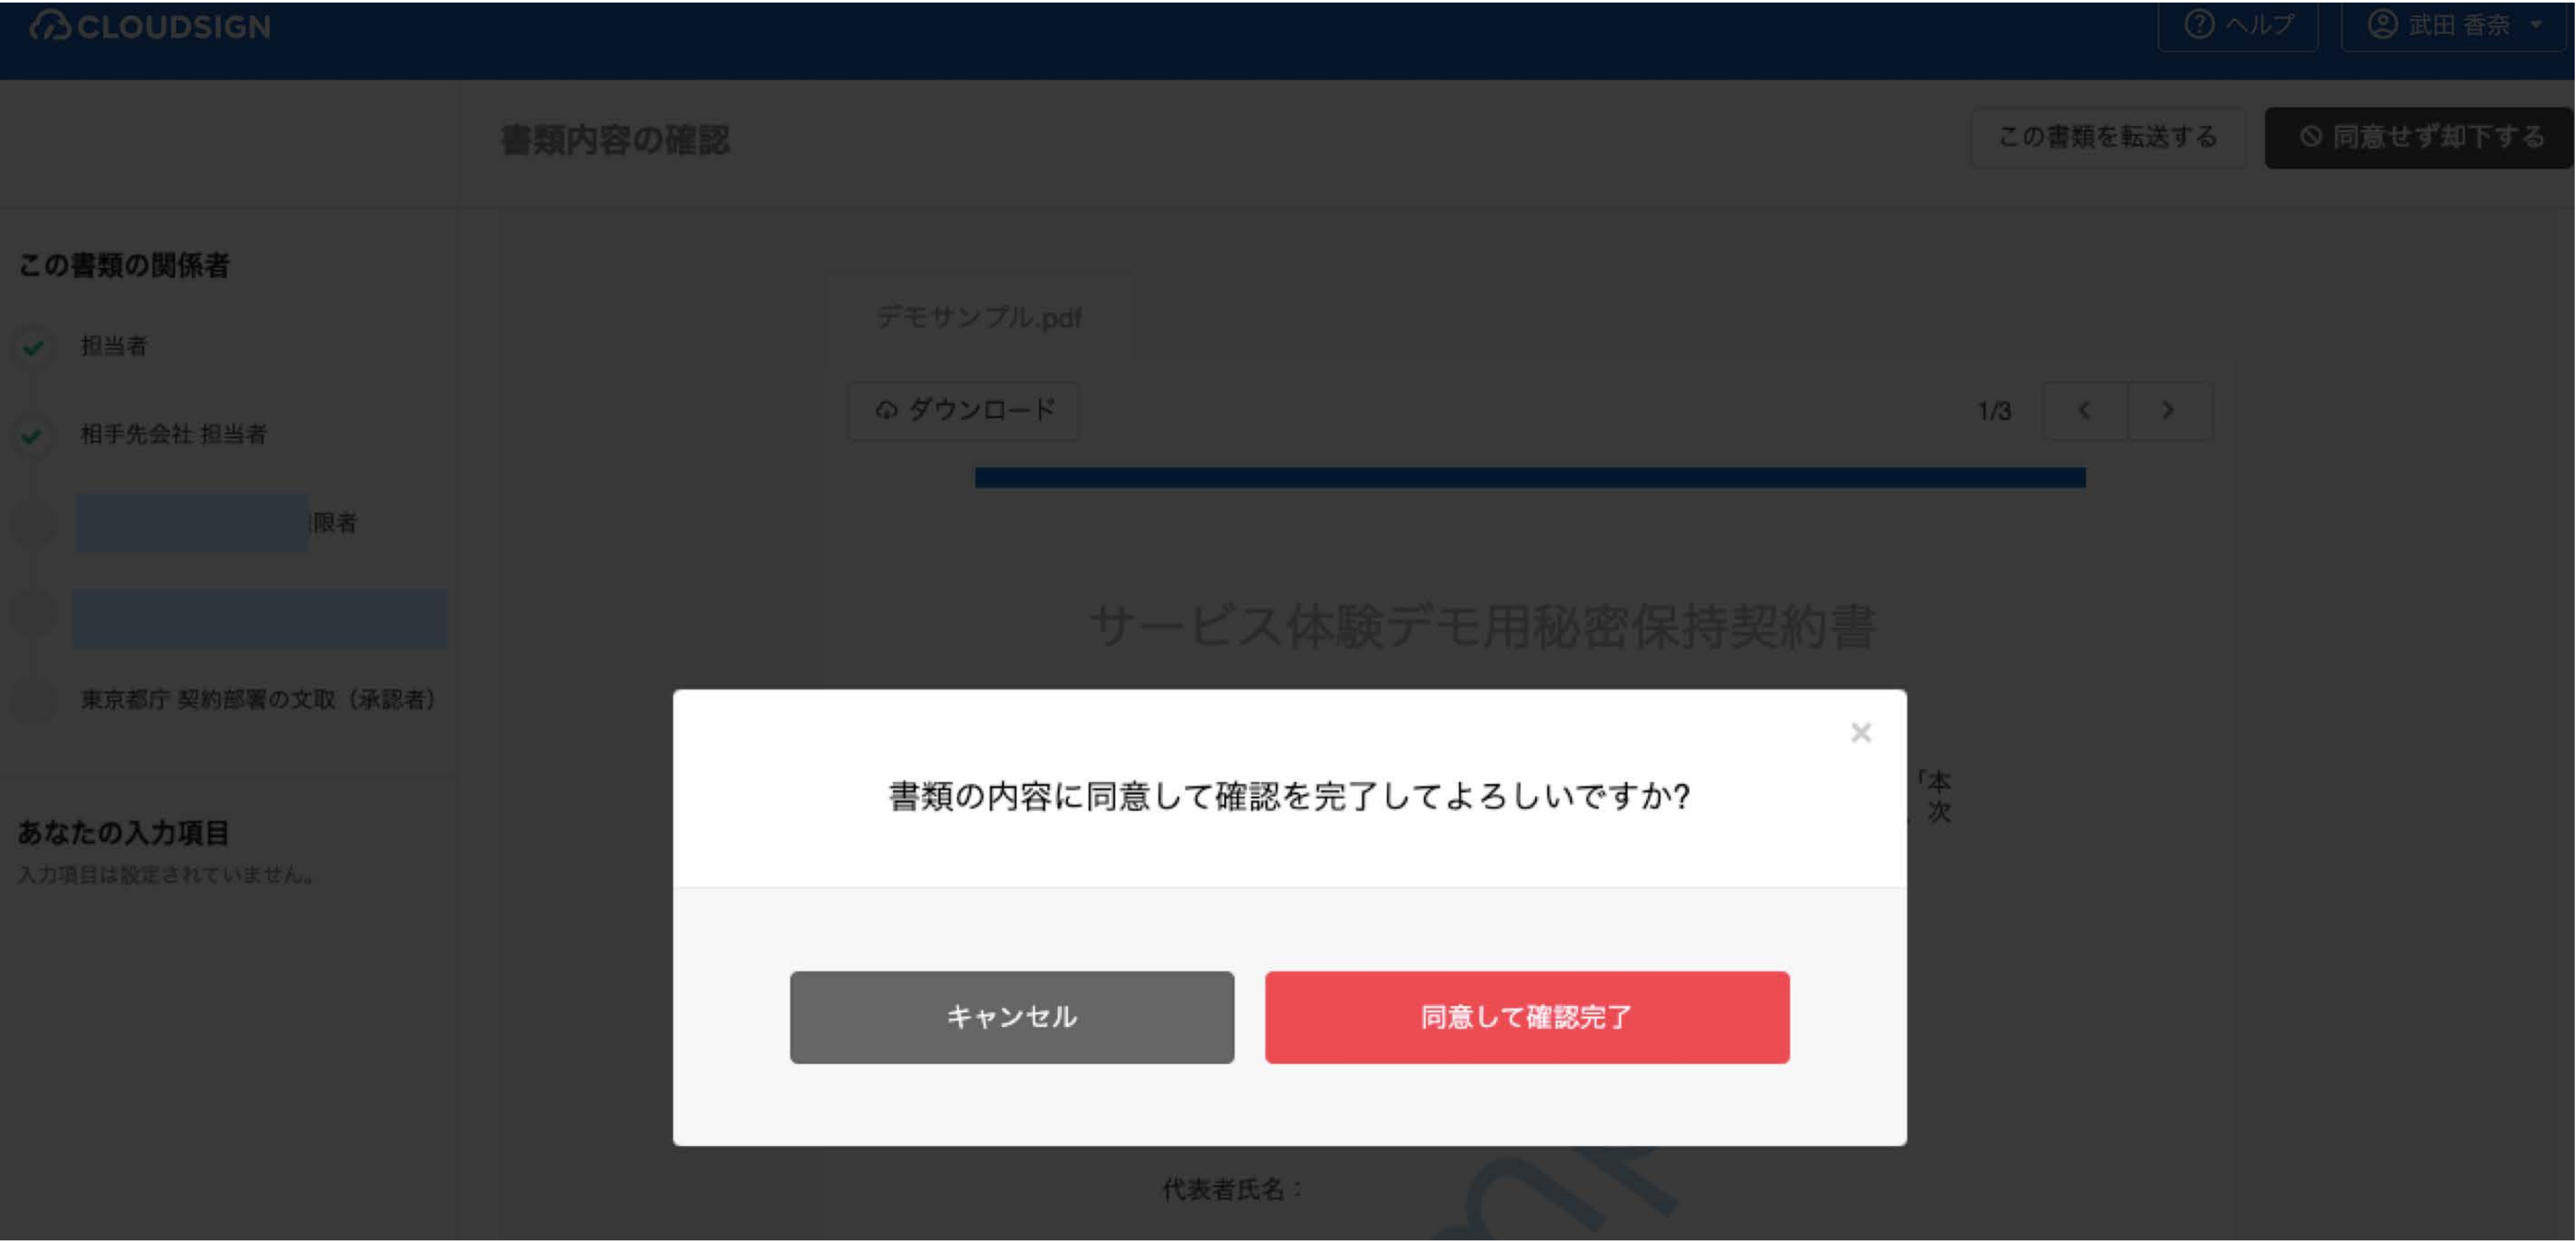 CLOUDSIGN
ヘルプ
武田 香奈
書類内容の確認
この書類を転送する
同意せず却下する
この書類の関係者
担当者
相手先会社 担当者
限者
東京都庁 契約部署の文取（承認者）
あなたの入力項目
入力項目は設定されていません。
デモサンプル.pdf
ダウンロード
1/3
サービス体験デモ用秘密保持契約書
「本
次
書類の内容に同意して確認を完了してよろしいですか?
キャンセル
同意して確認完了
代表者氏名：